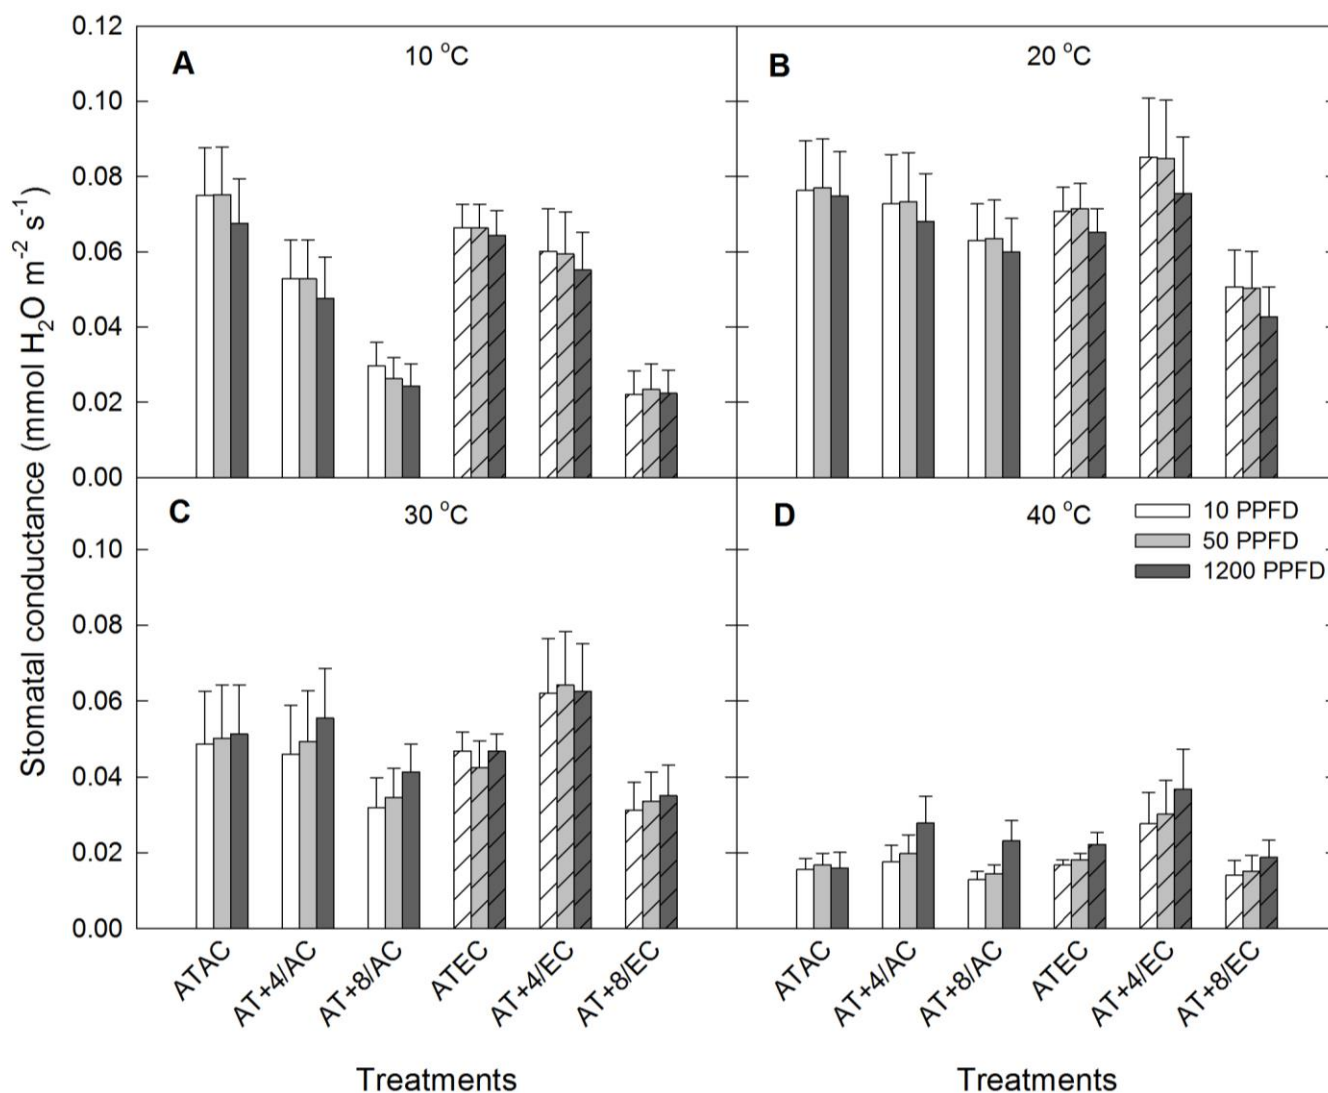 Stomatal conductance (mmol H₂O m⁻² s⁻¹)
0.12
0.10
0.08
0.06
0.04
0.02
0.00
A
10 °C
B
20 °C
0.10
0.08
0.06
0.04
0.02
0.00
C
30 °C
D
40 °C
10 PPFD
50 PPFD
1200 PPFD
ATAC
AT+4/AC
AT+8/AC
ATEC
AT+4/EC
AT+8/EC
ATAC
AT+4/AC
AT+8/AC
ATEC
AT+4/EC
AT+8/EC
Treatments
Treatments